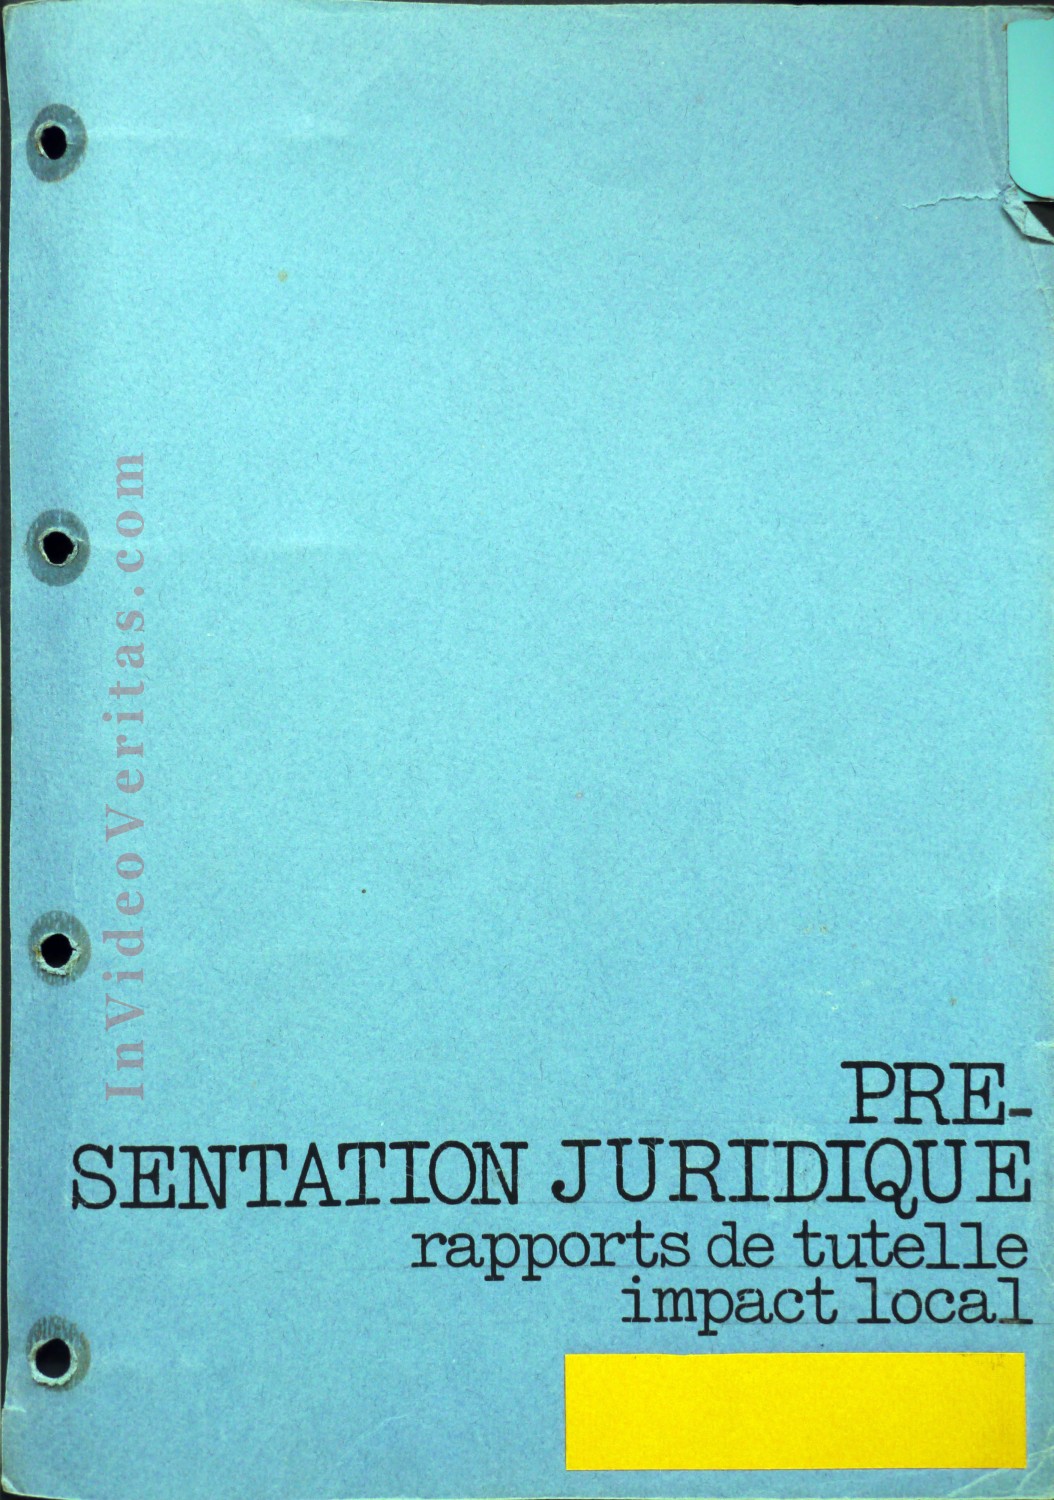 InVideoVeritas.com
PRE-
SENTATION JURIDIQUE
rapports de tutelle
impact local